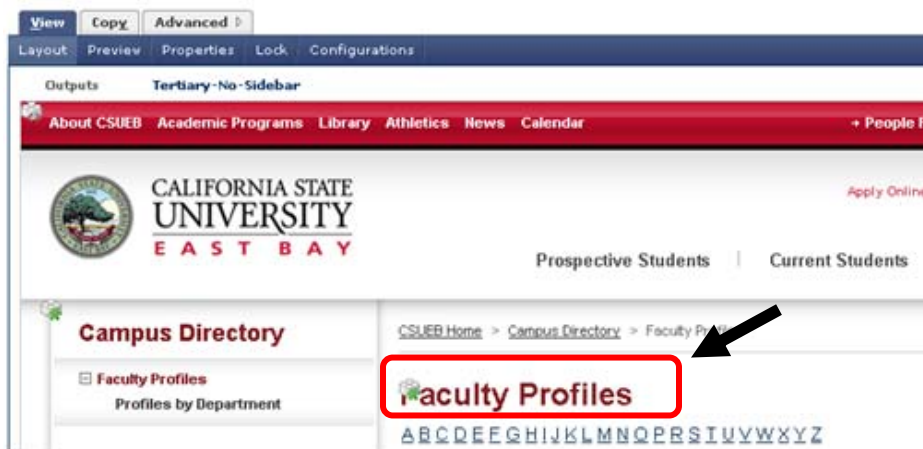 View Copy Advanced
Layout Preview Properties Lock Configurations
Outputs Tertiary-No-Sidebar
About CSUEB Academic Programs Library Athletics News Calendar People
Apply Online
CALIFORNIA STATE
UNIVERSITY
EAST BAY
Prospective Students | Current Students
Campus Directory
CSUEB Home > Campus Directory > Faculty
Faculty Profiles
Profiles by Department
Faculty Profiles
A B C D E F G H I J K L M N O P R S T U V W X Y Z